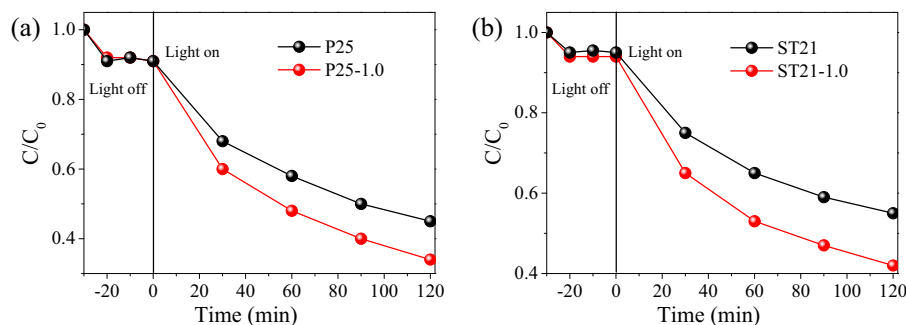 (a)
P25
P25-1.0
Light on
Light off
C/C0
1.0
0.8
0.6
0.4
-20 0 20 40 60 80 100 120
Time (min)
(b)
ST21
ST21-1.0
Light on
Light off
C/C0
1.0
0.8
0.6
0.4
-20 0 20 40 60 80 100 120
Time (min)